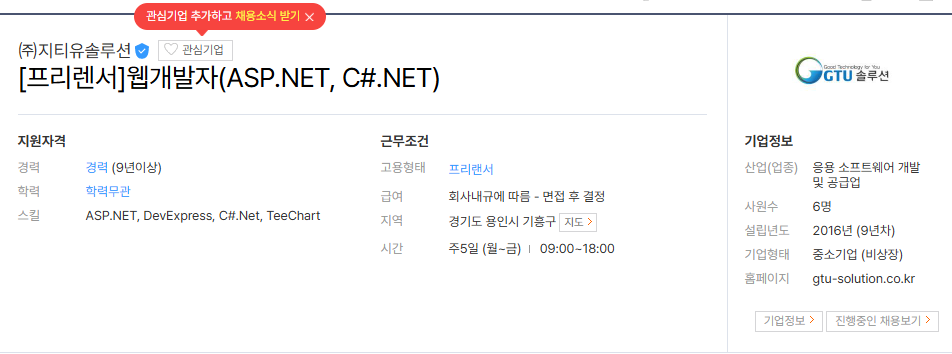 관심기업 추가하고 채용소식 받기 ×
(주)지티유솔루션
관심기업
[프리렌서]웹개발자(ASP.NET, C#.NET)
지원자격
경력 경력 (9년이상)
학력 학력무관
스킬 ASP.NET, DevExpress, C#.Net, TeeChart
근무조건
고용형태 프리랜서
급여 회사내규에 따름 - 면접 후 결정
지역 경기도 용인시 기흥구 지도 >
시간 주5일 (월~금) | 09:00~18:00
Good Technology for You
GTU 솔루션
기업정보
산업(업종) 응용 소프트웨어 개발
및 공급업
사원수 6명
설립년도 2016년 (9년차)
기업형태 중소기업 (비상장)
홈페이지 gtu-solution.co.kr
기업정보 > 진행중인 채용보기 >